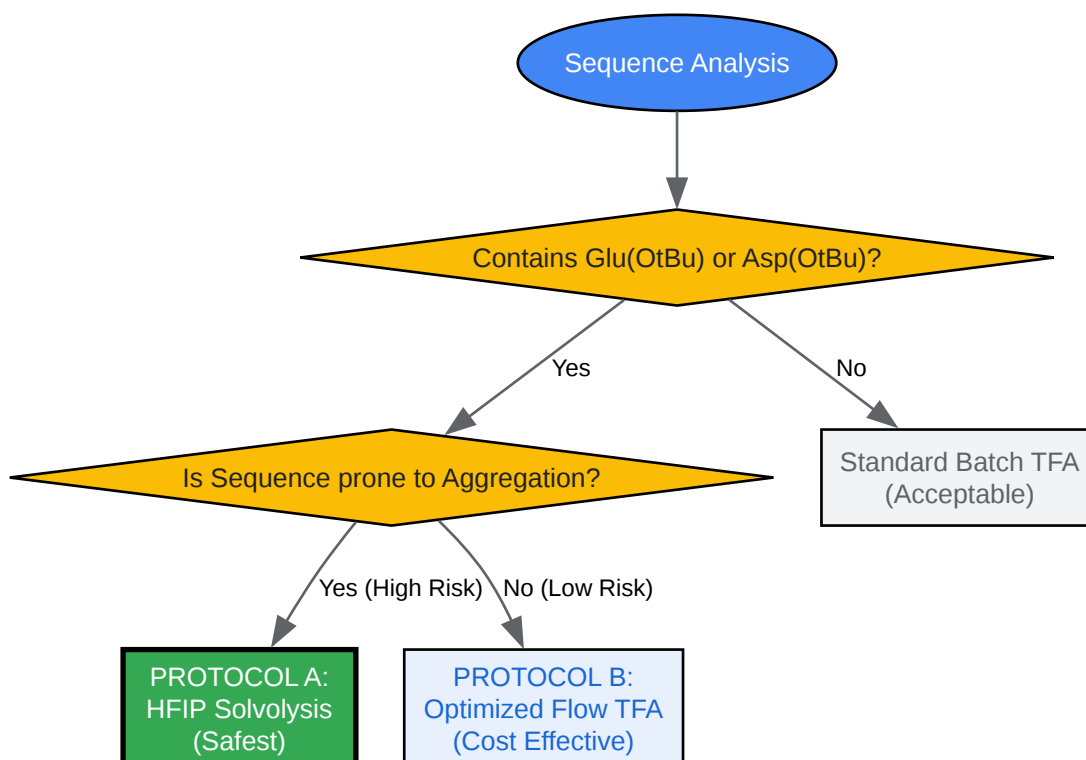 Sequence Analysis
Contains Glu(OtBu) or Asp(OtBu)?
Yes
No
Is Sequence prone to Aggregation?
Standard Batch TFA
(Acceptable)
Yes (High Risk)
No (Low Risk)
PROTOCOL A:
HFIP Solvolysis
(Safest)
PROTOCOL B:
Optimized Flow TFA
(Cost Effective)